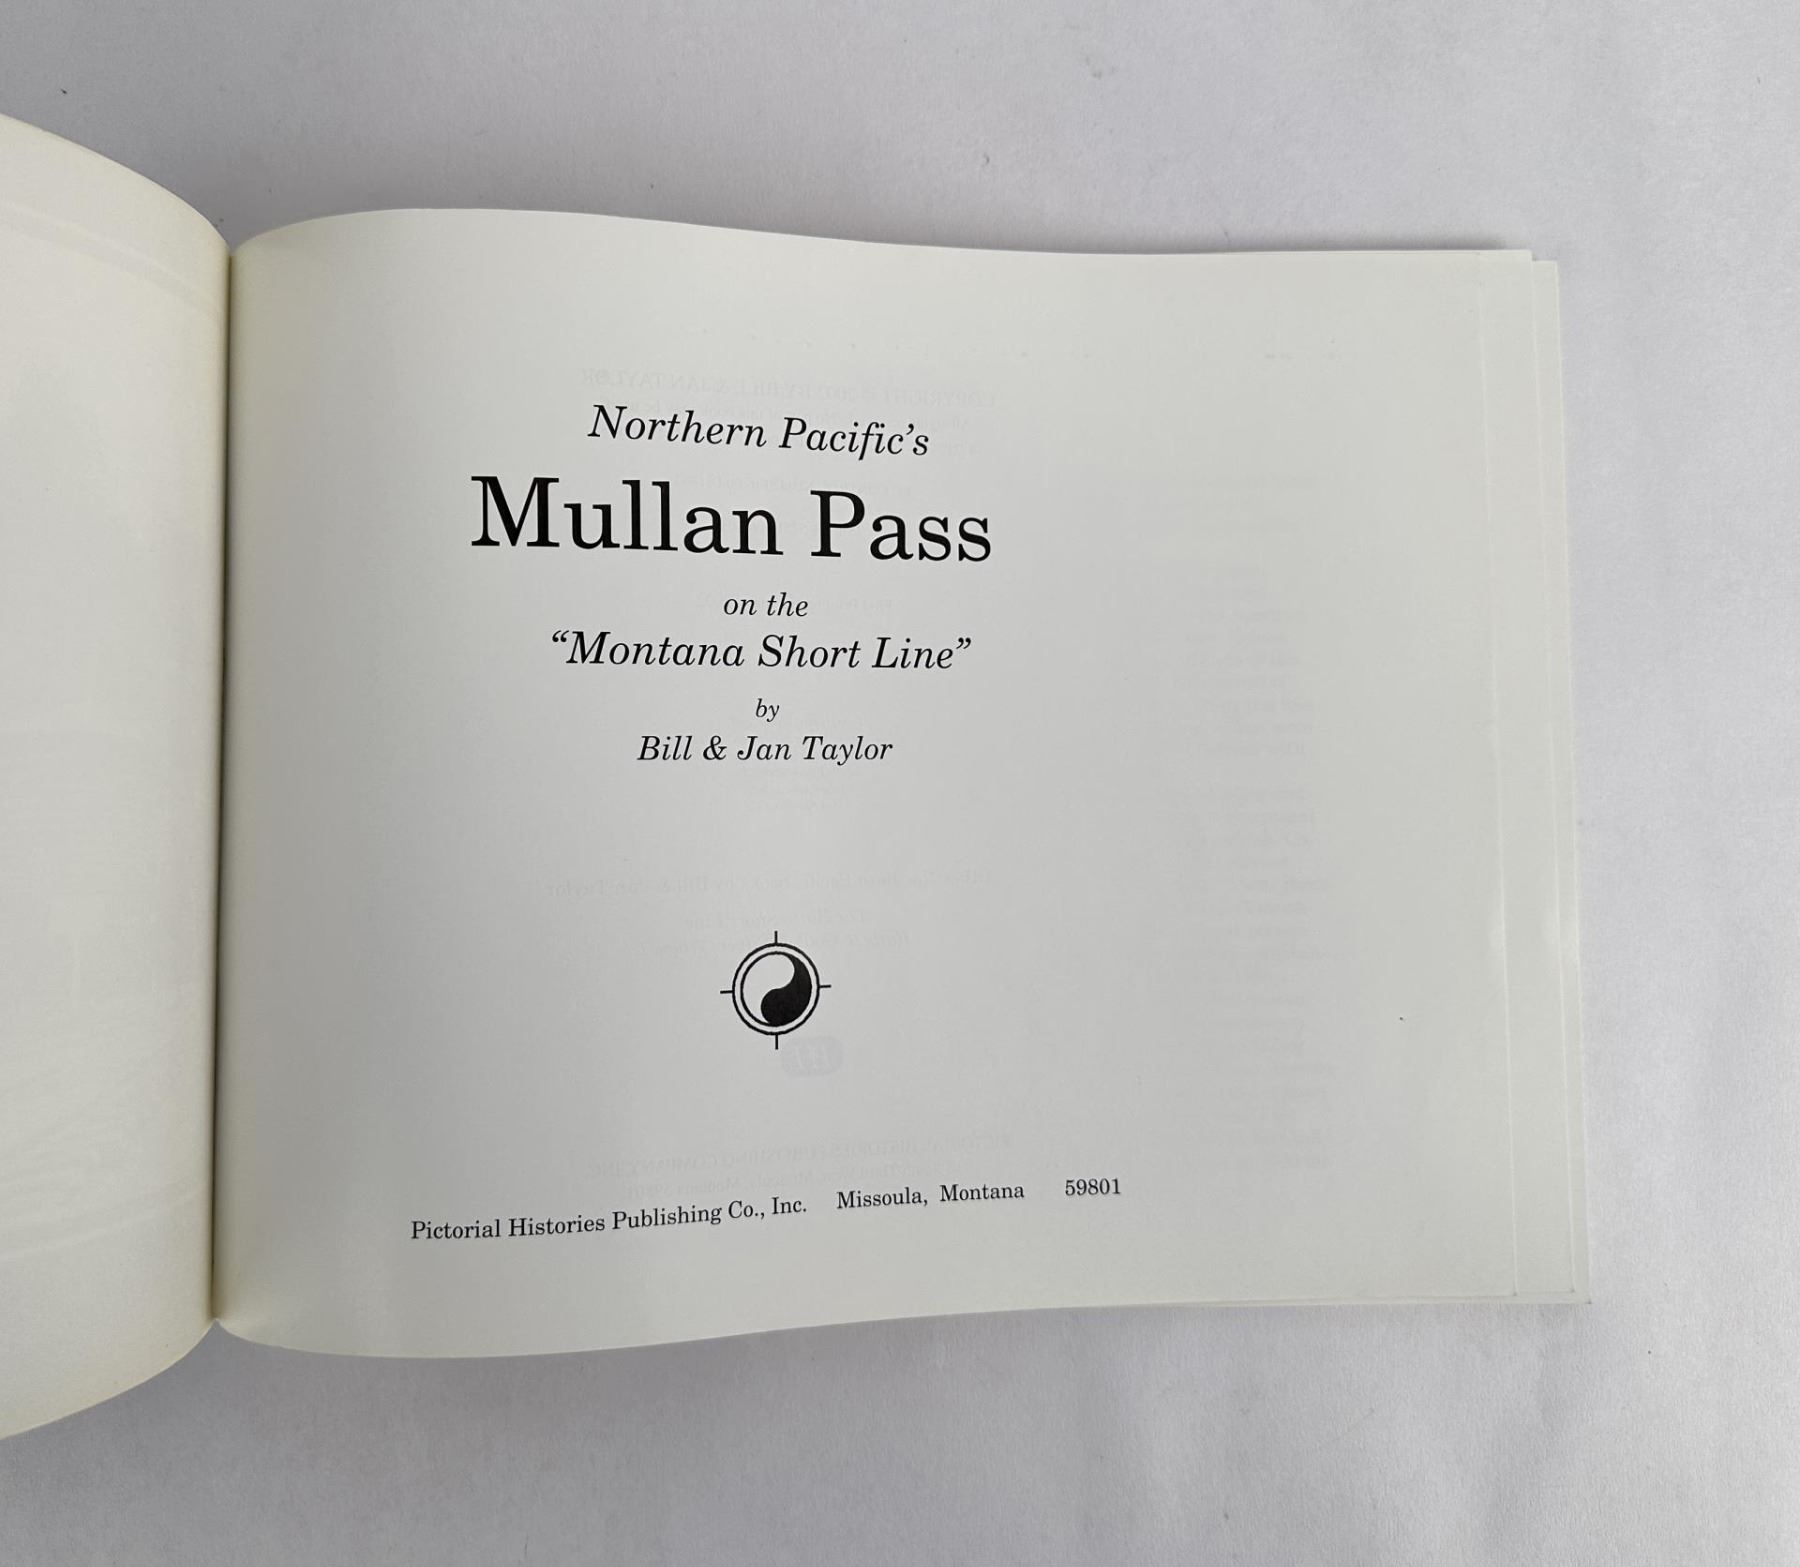 Northern Pacific's
Mullan Pass
on the
“Montana Short Line”
by
Bill & Jan Taylor
Pictorial Histories Publishing Co., Inc. Missoula, Montana 59801